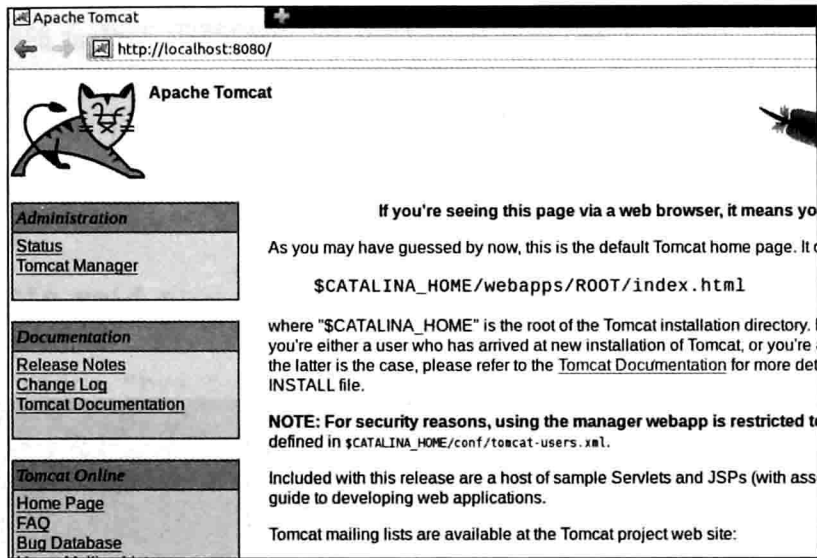 Apache Tomcat
http://localhost:8080/
Apache Tomcat
Administration
Status
Tomcat Manager
Documentation
Release Notes
Change Log
Tomcat Documentation
Tomcat Online
Home Page
FAQ
Bug Database
If you're seeing this page via a web browser, it means yo
As you may have guessed by now, this is the default Tomcat home page. It
$CATALINA_HOME/webapps/ROOT/index.html
where "$CATALINA_HOME" is the root of the Tomcat installation directory.
you're either a user who has arrived at new installation of Tomcat, or you're
the latter is the case, please refer to the Tomcat Documentation for more det
INSTALL file.
NOTE: For security reasons, using the manager webapp is restricted to
defined in $CATALINA_HOME/conf/tomcat-users.xml.
Included with this release are a host of sample Servlets and JSPs (with ass
guide to developing web applications.
Tomcat mailing lists are available at the Tomcat project web site: